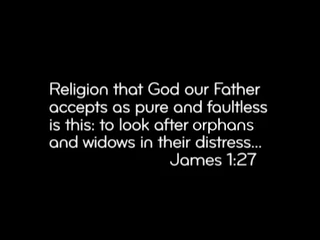 Religion that God our Father
accepts as pure and faultless
is this: to look after orphans
and widows in their distress...
James 1:27